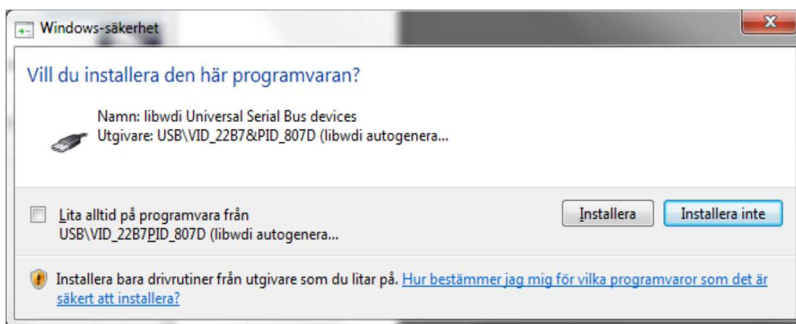 Windows-säkerhet
Vill du installera den här programvaran?
Namn: libwdi Universal Serial Bus devices
Utgivare: USB\VID_22B7&PID_807D (libwdi autogenera...
Lita alltid på programvara från
USB\VID_22B7PID_807D (libwdi autogenera...
Installera
Installera inte
Installera bara drivrutiner från utgivare som du litar på. Hur bestämmer jag mig för vilka programvaror som det är
säkert att installera?